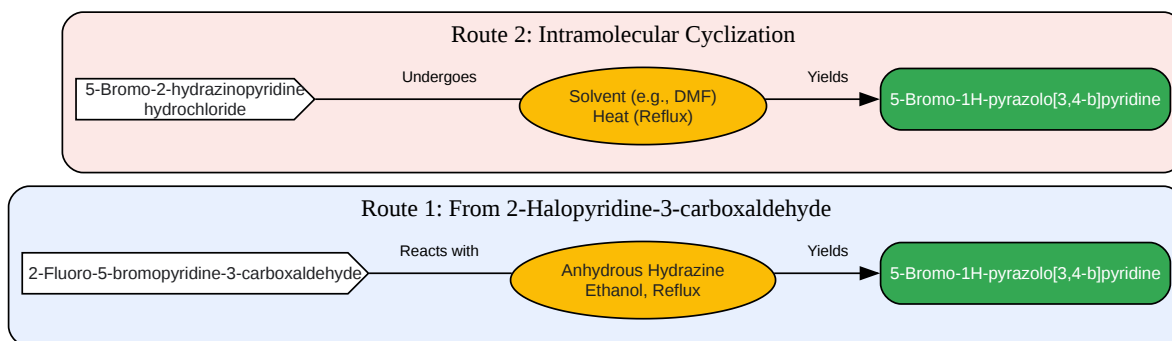 Route 2: Intramolecular Cyclization
5-Bromo-2-hydrazinopyridine
hydrochloride
Undergoes
Solvent (e.g., DMF)
Heat (Reflux)
Yields
5-Bromo-1H-pyrazolo[3,4-b]pyridine
Route 1: From 2-Halopyridine-3-carboxaldehyde
2-Fluoro-5-bromopyridine-3-carboxaldehyde
Reacts with
Anhydrous Hydrazine
Ethanol, Reflux
Yields
5-Bromo-1H-pyrazolo[3,4-b]pyridine